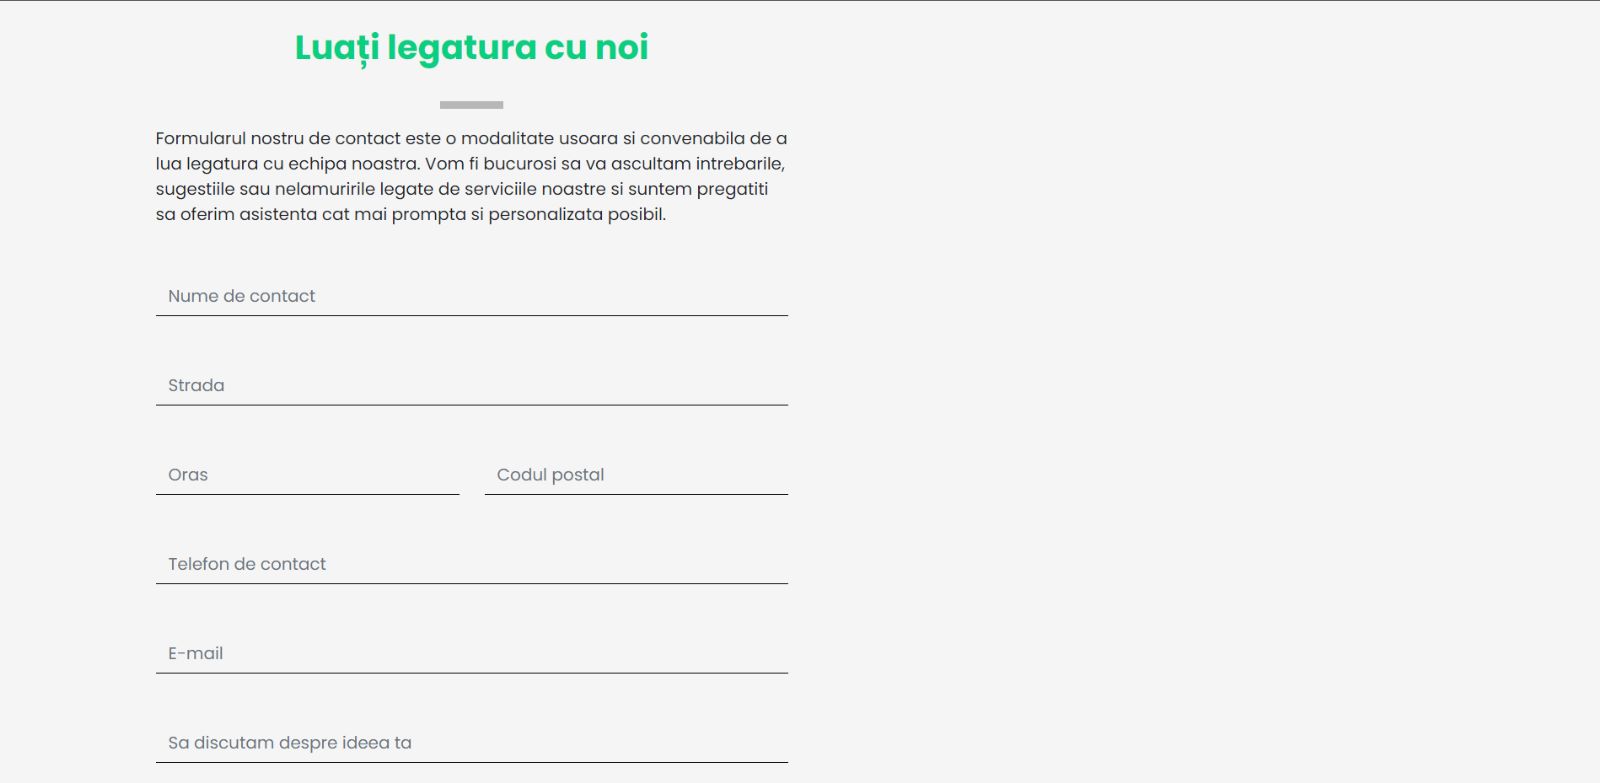 Luați legatura cu noi
Formularul nostru de contact este o modalitate usoara si convenabila de a
lua legatura cu echipa noastra. Vom fi bucurosi sa va ascultam intrebarile,
sugestiile sau nelamuririle legate de serviciile noastre si suntem pregatiti
sa oferim asistenta cat mai prompta si personalizata posibil.
Nume de contact
Strada
Oras Codul postal
Telefon de contact
E-mail
Sa discutam despre ideea ta